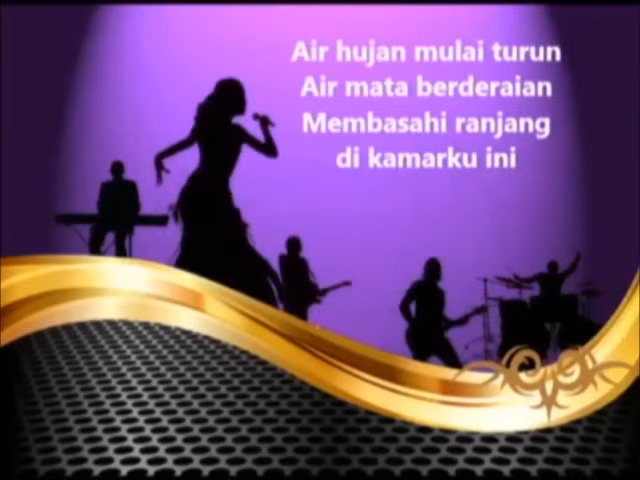 Air hujan mulai turun
Air mata berderaian
Membasahi ranjang
di kamarku ini